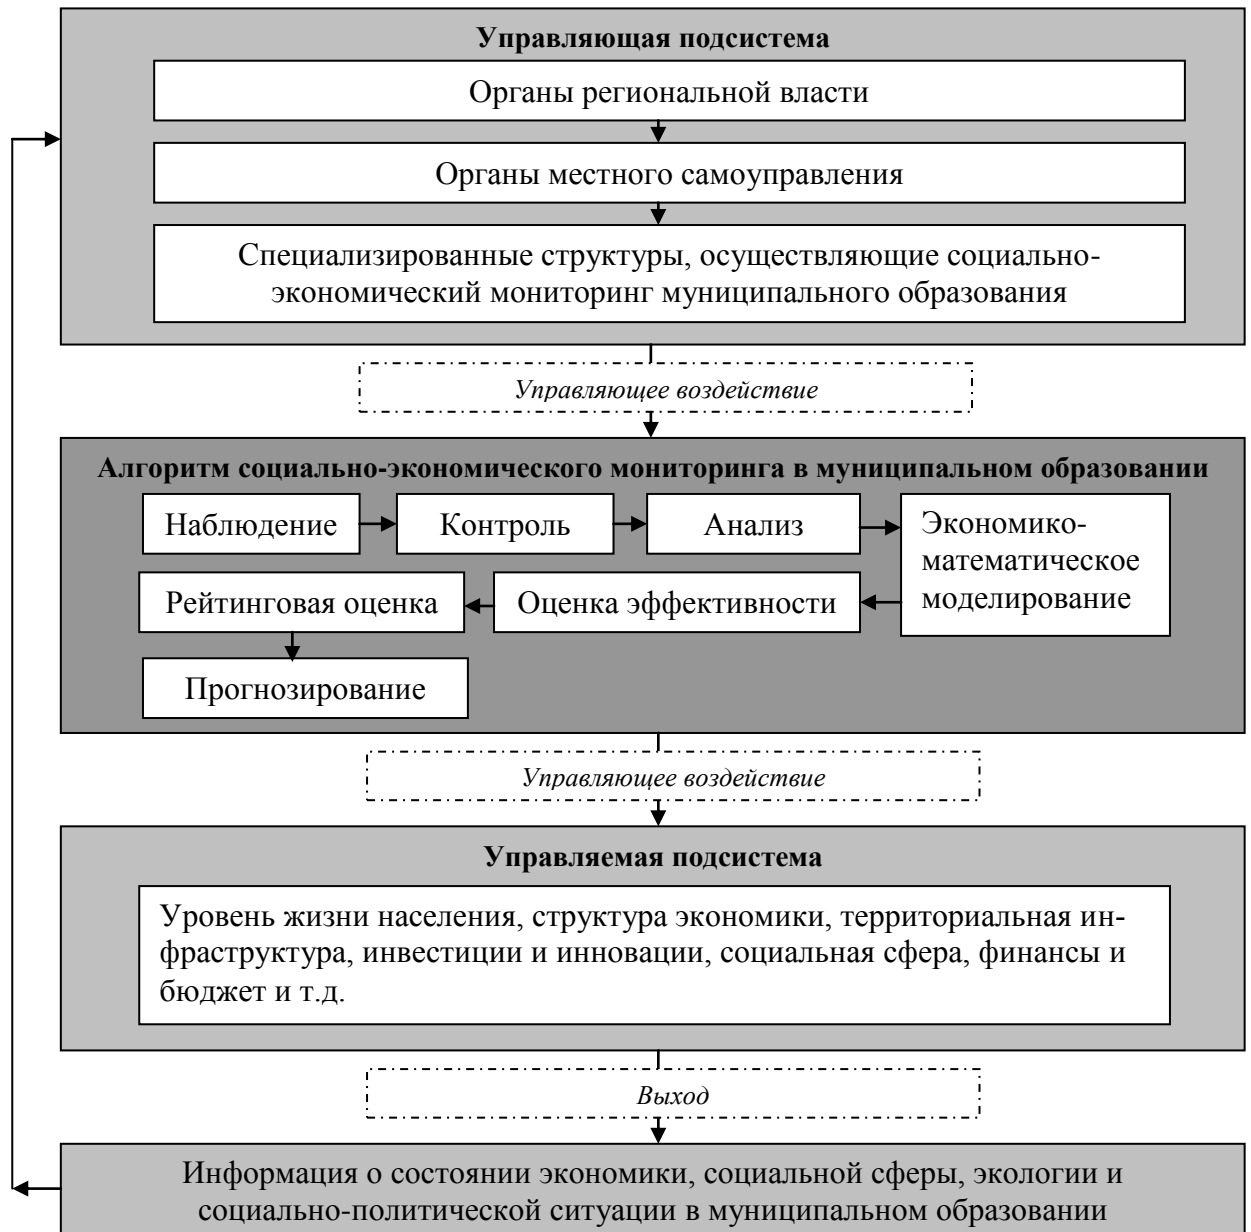 Управляющая подсистема
Органы региональной власти
Органы местного самоуправления
Специализированные структуры, осуществляющие социально-
экономический мониторинг муниципального образования
Управляющее воздействие
Алгоритм социально-экономического мониторинга в муниципальном образовании
Наблюдение
Контроль
Анализ
Экономико-
математическое
моделирование
Рейтинговая оценка
Оценка эффективности
Прогнозирование
Управляющее воздействие
Управляемая подсистема
Уровень жизни населения, структура экономики, территориальная ин-
фраструктура, инвестиции и инновации, социальная сфера, финансы и
бюджет и т.д.
Выход
Информация о состоянии экономики, социальной сферы, экологии и
социально-политической ситуации в муниципальном образовании